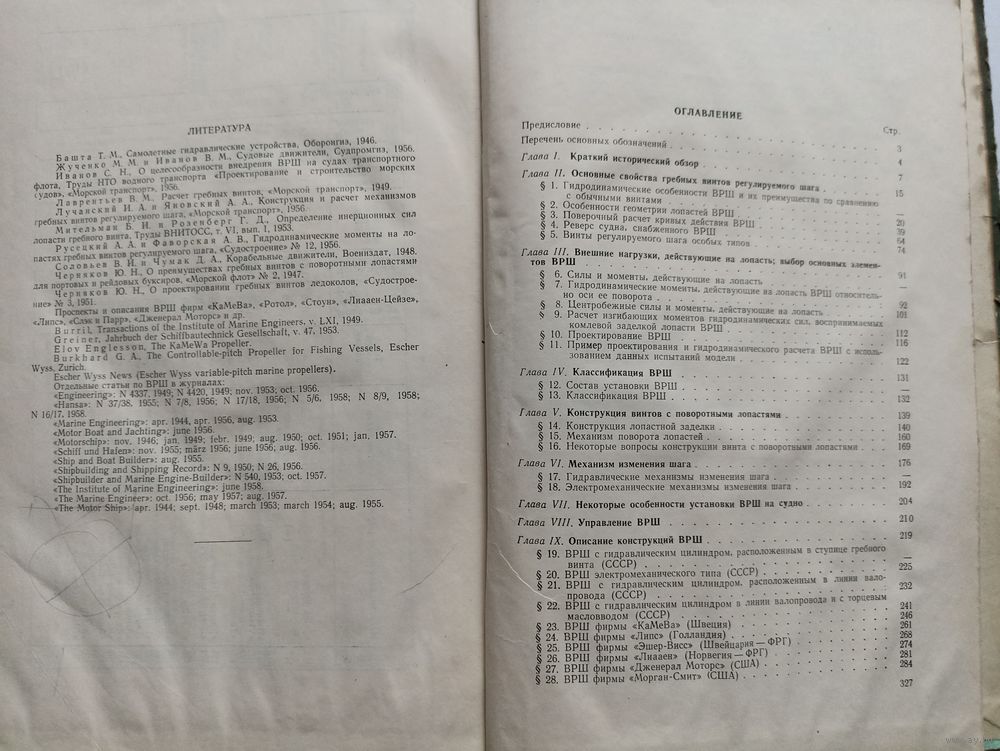 ЛИТЕРАТУРА
Башта Т. М., Самолетные гидравлические устройства, Оборонгиз, 1946.
Жученко М. М. и Иванов В. М., Судовые движители, Судпромгиз, 1956.
Иванов С. Н., О целесообразности внедрения ВРШ на судах транспортного
флота, Труды НТО водного транспорта «Проектирование и строительство морских
судов», «Морской транспорт», 1956.
Лаврентьев В. М., Расчет гребных винтов, «Морской транспорт», 1949.
Лучанский И. А. и Яновский А. А., Конструкция и расчет механизмов
гребных винтов регулируемого шага, «Морской транспорт», 1956.
Мительман Б. И. и Розенберг Г. Д., Определение инерционных сил
лопасти гребного винта, Труды ВНИТОСС, т. VI, вып. 1, 1953.
Русецкий А. А. и Фаворская А. В., Гидродинамические моменты на ло-
пастях гребных винтов регулируемого шага, «Судостроение» № 12, 1956.
Соловьев В. И. и Чумак Д. А., Корабельные движители, Воениздат, 1948.
Черняков Ю. Н., О преимуществах гребных винтов с поворотными лопастями
для портовых и рейдовых буксиров, «Морской флот» № 2, 1947.
Черняков Ю. Н., О проектировании гребных винтов ледоколов, «Судострое-
ние» № 3, 1951.
Проспекты и описания ВРШ фирм «КаМеВа», «Ротол», «Стоун», «Лиааен-Цейзе»,
«Липс», «Слэк и Парр», «Дженерал Моторс» и др.
Burril, Transactions of the Institute of Marine Engineers, v. LXI, 1949.
Greiner, Jahrbuch der Schiffbautechnick Gesellschaft, v. 47, 1953.
Elov Englesson, The KaMeWa Propeller.
Burkhard G. A., The Controllable-pitch Propeller for Fishing Vessels, Escher
Wyss, Zurich.
Escher Wyss News (Escher Wyss variable-pitch marine propellers).
Отдельные статьи по ВРШ в журналах:
«Engineering»: N 4337, 1949; N 4420, 1949; nov. 1953; oct. 1956.
«Hansa»: N 37/38, 1955; N 7/8, 1956; N 17/18, 1956; N 5/6, 1958; N 8/9, 1958;
N 16/17, 1958.
«Marine Engineering»: apr. 1944, apr. 1956, aug. 1953.
«Motor Boat and Jachting»: june 1956.
«Motorschip»: nov. 1946; jan. 1949; febr. 1949; aug. 1950; oct. 1951; jan. 1957.
«Schiff und Hafen»: nov. 1955; märz 1956; june 1956; aug. 1956.
«Ship and Boat Builder»: aug. 1955.
«Shipbuilding and Shipping Record»: N 9, 1950; N 26, 1956.
«Shipbuilder and Marine Engine-Builder»: N 540, 1953; oct. 1957.
«The Institute of Marine Engineering»: june 1958.
«The Marine Engineer»: oct. 1956; may 1957; aug. 1957.
«The Motor Ship»: apr. 1944; sept. 1948; march 1953; march 1954; aug. 1955.
ОГЛАВЛЕНИЕ
Стр.
Предисловие . . . 3
Перечень основных обозначений . . . 4
Глава I. Краткий исторический обзор . . . 7
Глава II. Основные свойства гребных винтов регулируемого шага . . . 15
§ 1. Гидродинамические особенности ВРШ и их преимущества по сравнению
с обычными винтами . . . —
§ 2. Особенности геометрии лопастей ВРШ . . . 20
§ 3. Поверочный расчет кривых действия ВРШ . . . 39
§ 4. Реверс судна, снабженного ВРШ . . . 64
§ 5. Винты регулируемого шага особых типов . . . 74
Глава III. Внешние нагрузки, действующие на лопасть; выбор основных элемен-
тов ВРШ . . . 91
§ 6. Силы и моменты, действующие на лопасть . . . —
§ 7. Гидродинамические моменты, действующие на лопасть ВРШ относитель-
но оси ее поворота . . . 92
§ 8. Центробежные силы и моменты, действующие на лопасть . . . 101
§ 9. Расчет изгибающих моментов гидродинамических сил, воспринимаемых
комлевой заделкой лопасти ВРШ . . . 112
§ 10. Проектирование ВРШ . . . 116
§ 11. Пример проектирования и гидродинамического расчета ВРШ с исполь-
зованием данных испытаний модели . . . 122
Глава IV. Классификация ВРШ . . . 131
§ 12. Состав установки ВРШ . . . —
§ 13. Классификация ВРШ . . . 132
Глава V. Конструкция винтов с поворотными лопастями . . . 139
§ 14. Конструкция лопастной заделки . . . 140
§ 15. Механизм поворота лопастей . . . 160
§ 16. Некоторые вопросы конструкции винта с поворотными лопастями . . . 169
Глава VI. Механизм изменения шага . . . 176
§ 17. Гидравлические механизмы изменения шага . . . —
§ 18. Электромеханические механизмы изменения шага . . . 192
Глава VII. Некоторые особенности установки ВРШ на судно . . . 204
Глава VIII. Управление ВРШ . . . 210
Глава IX. Описание конструкций ВРШ . . . 219
§ 19. ВРШ с гидравлическим цилиндром, расположенным в ступице гребного
винта (СССР) . . . —
§ 20. ВРШ электромеханического типа (СССР) . . . 225
§ 21. ВРШ с гидравлическим цилиндром, расположенным в линии вало-
провода (СССР) . . . 232
§ 22. ВРШ с гидравлическим цилиндром в линии валопровода и с торцевым
масловводом (СССР) . . . 241
§ 23. ВРШ фирмы «КаМеВа» (Швеция) . . . 246
§ 24. ВРШ фирмы «Липс» (Голландия) . . . 261
§ 25. ВРШ фирмы «Эшер-Висс» (Швейцария — ФРГ) . . . 268
§ 26. ВРШ фирмы «Лиааен» (Норвегия — ФРГ) . . . 274
§ 27. ВРШ фирмы «Дженерал Моторс» (США) . . . 281
§ 28. ВРШ фирмы «Морган-Смит» (США) . . . 284
327
www.ay.by